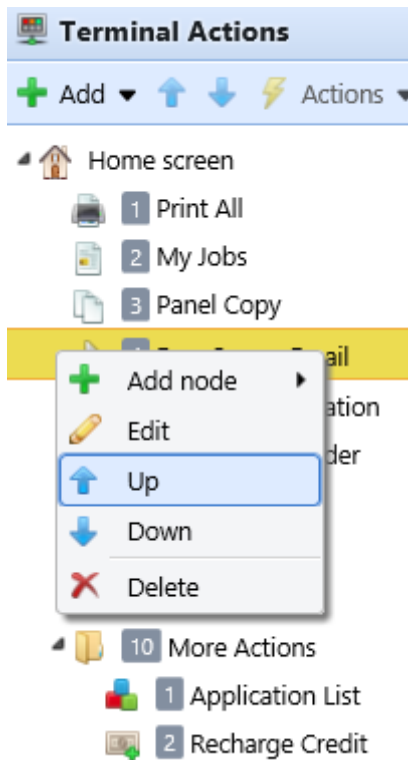 Terminal Actions
Add Actions
Home screen
1 Print All
2 My Jobs
3 Panel Copy
ail
Add node
ation
Edit
der
Up
Down
Delete
10 More Actions
1 Application List
2 Recharge Credit